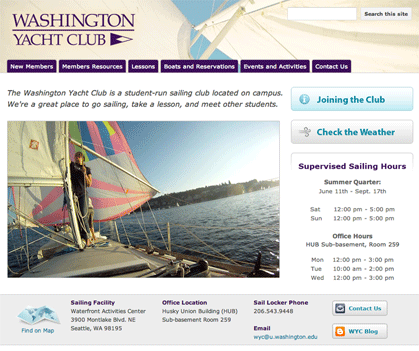 WASHINGTON
YACHT CLUB
Search this site
New Members Members Resources Lessons Boats and Reservations Events and Activities Contact Us
The Washington Yacht Club is a student-run sailing club located on campus.
We're a great place to go sailing, take a lesson, and meet other students.
Joining the Club
Check the Weather
Supervised Sailing Hours
Summer Quarter:
June 11th - Sept. 17th
Sat 12:00 pm - 5:00 pm
Sun 12:00 pm - 5:00 pm
Office Hours
HUB Sub-basement, Room 259
Mon 12:00 pm - 3:00 pm
Tue 10:00 am - 2:00 pm
Wed 12:00 pm - 3:00 pm
Find on Map
Sailing Facility
Waterfront Activities Center
3900 Montlake Blvd. NE
Seattle, WA 98195
Office Location
Husky Union Building (HUB)
Sub-basement Room 259
Sail Locker Phone
206.543.9448
Email
wyc@u.washington.edu
Contact Us
WYC Blog